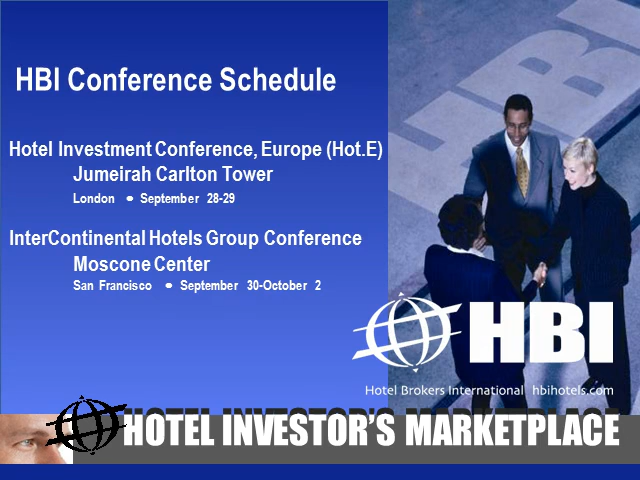 HBI Conference Schedule
Hotel Investment Conference, Europe (Hot.E)
Jumeirah Carlton Tower
London • September 28-29
InterContinental Hotels Group Conference
Moscone Center
San Francisco • September 30-October 2
HBI
HBI
Hotel Brokers International hbihotels.com
HOTEL INVESTOR'S MARKETPLACE